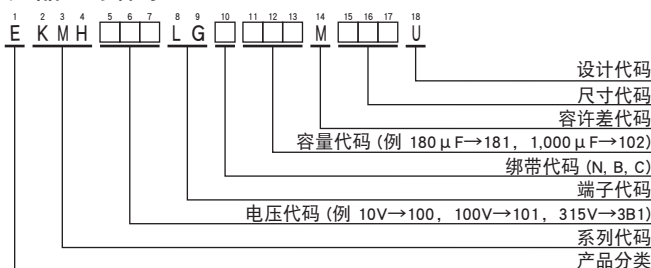 1 2 3 4 5 6 7 8 9 10 11 12 13 14 15 16 17 18
E K M H □□□ L G □ □□□ M □□□ U
设计代码
尺寸代码
容许差代码
容量代码 (例 180μF→181, 1,000μF→102)
绑带代码 (N, B, C)
端子代码
电压代码 (例 10V→100, 100V→101, 315V→3B1)
系列代码
产品分类